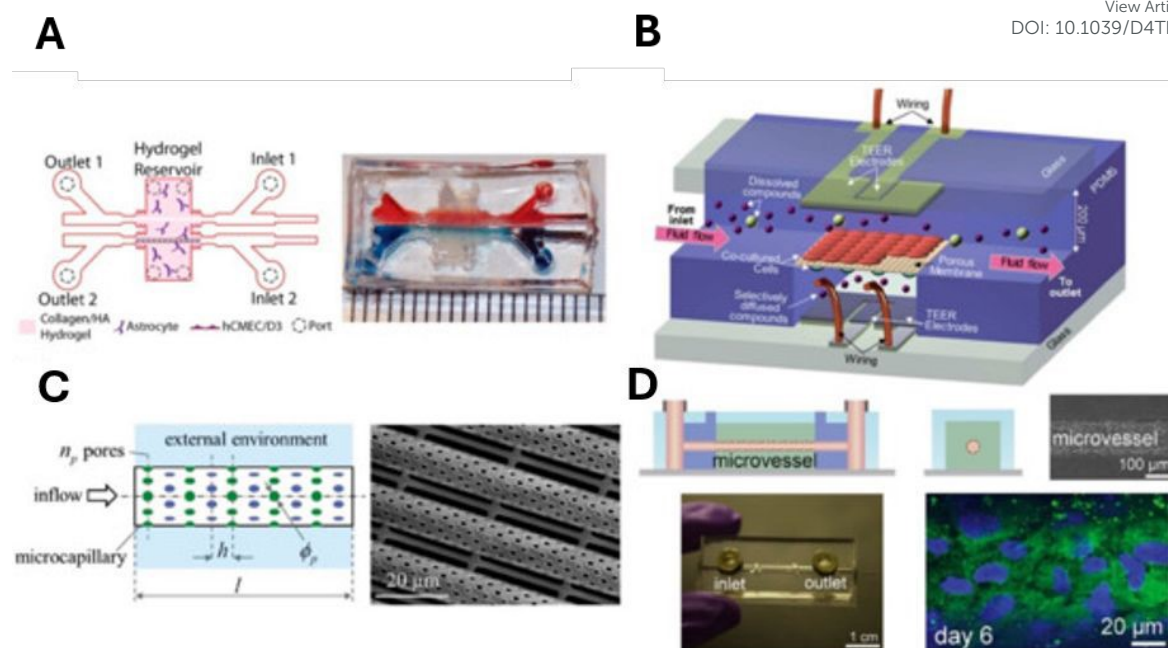 View Arti
DOI: 10.1039/D4T
A
B
Outlet 1
Hydrogel
Reservoir
Inlet 1
Outlet 2
Inlet 2
Collagen/HA
Hydrogel
Astrocyte
hCMEC/D3
Port
Wiring
TEER
Electrodes
Dissolved
compounds
Glass
PDMS
200 µm
From
inlet
Fluid flow
Co-cultured
Cells
Porous
Membrane
Fluid flow
To
outlet
Selectively
diffused
compounds
TEER
Electrodes
Wiring
Glass
C
D
external environment
n_p pores
inflow
microcapillary
h
ϕ_p
l
20 µm
microvessel
microvessel
100 µm
inlet
outlet
1 cm
day 6
20 µm